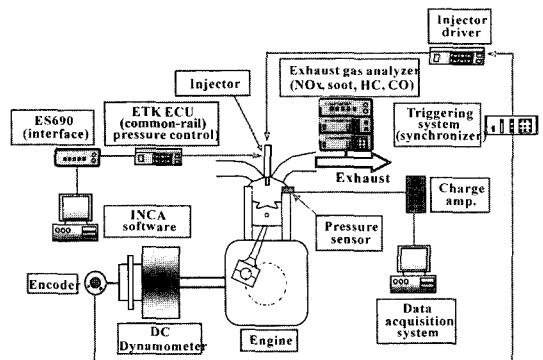 Injector
driver
Exhaust gas analyzer
(NOx, soot, HC, CO)
Injector
ES690
(interface)
ETK ECU
(common-rail)
pressure control
Triggering
system
(synchronizer)
Exhaust
Charge
amp.
INCA
software
Pressure
sensor
Encoder
DC
Dynamometer
Engine
Data
acquisition
system